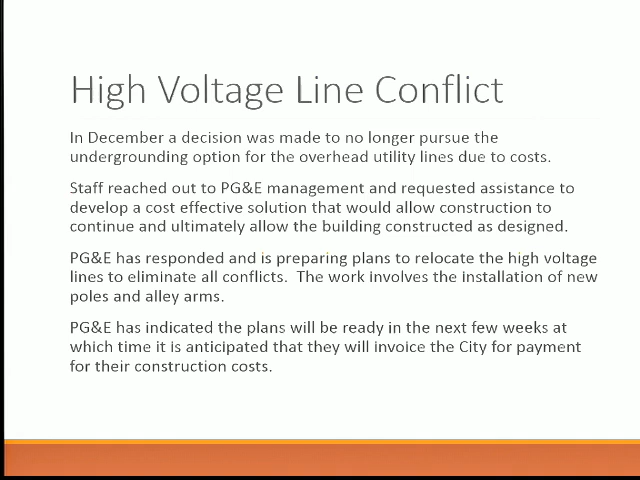 High Voltage Line Conflict
In December a decision was made to no longer pursue the
undergrounding option for the overhead utility lines due to costs.
Staff reached out to PG&E management and requested assistance to
develop a cost effective solution that would allow construction to
continue and ultimately allow the building constructed as designed.
PG&E has responded and is preparing plans to relocate the high voltage
lines to eliminate all conflicts.  The work involves the installation of new
poles and alley arms.
PG&E has indicated the plans will be ready in the next few weeks at
which time it is anticipated that they will invoice the City for payment
for their construction costs.